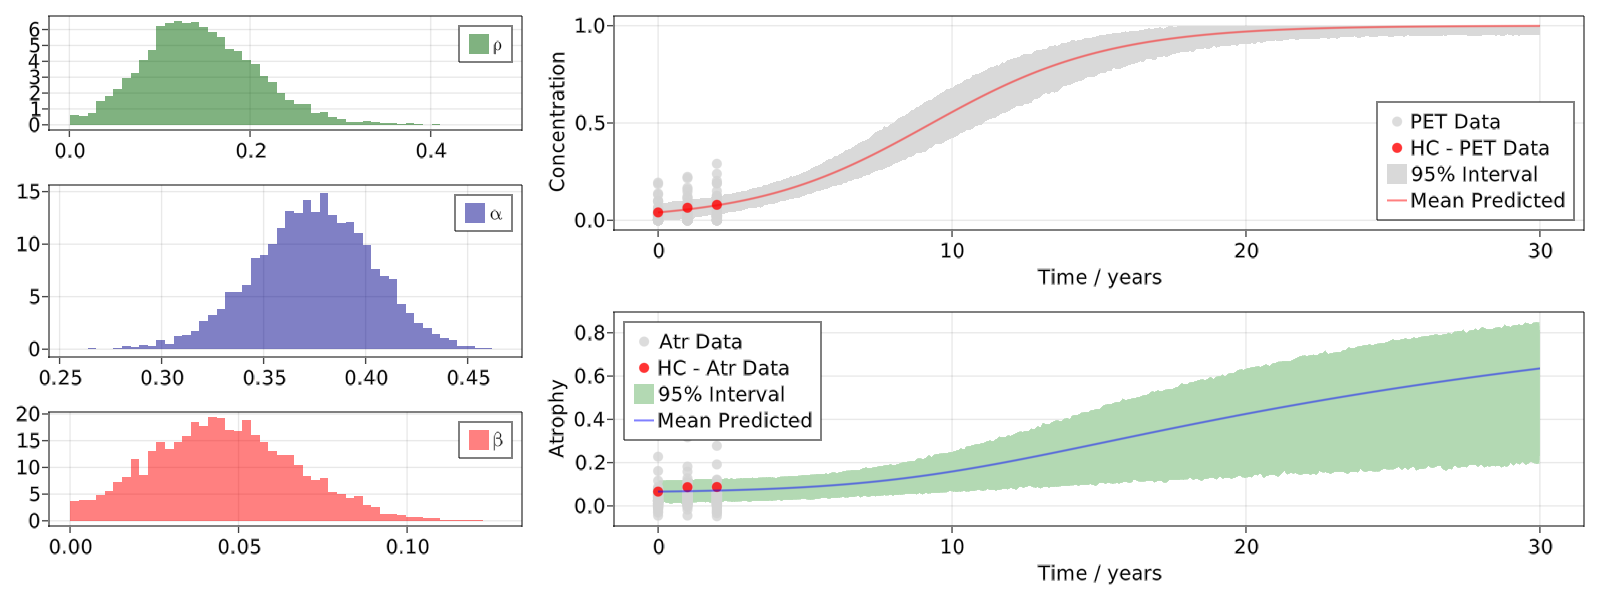 6
5
4
3
2
1
0
ρ
0.0 0.2 0.4
15
10
5
0
α
0.25 0.30 0.35 0.40 0.45
20
15
10
5
0
β
0.00 0.05 0.10
Concentration
1.0
0.5
0.0
PET Data
HC - PET Data
95% Interval
Mean Predicted
0 10 20 30
Time / years
Atrophy
0.8
0.6
0.4
0.2
0.0
Atr Data
HC - Atr Data
95% Interval
Mean Predicted
0 10 20 30
Time / years